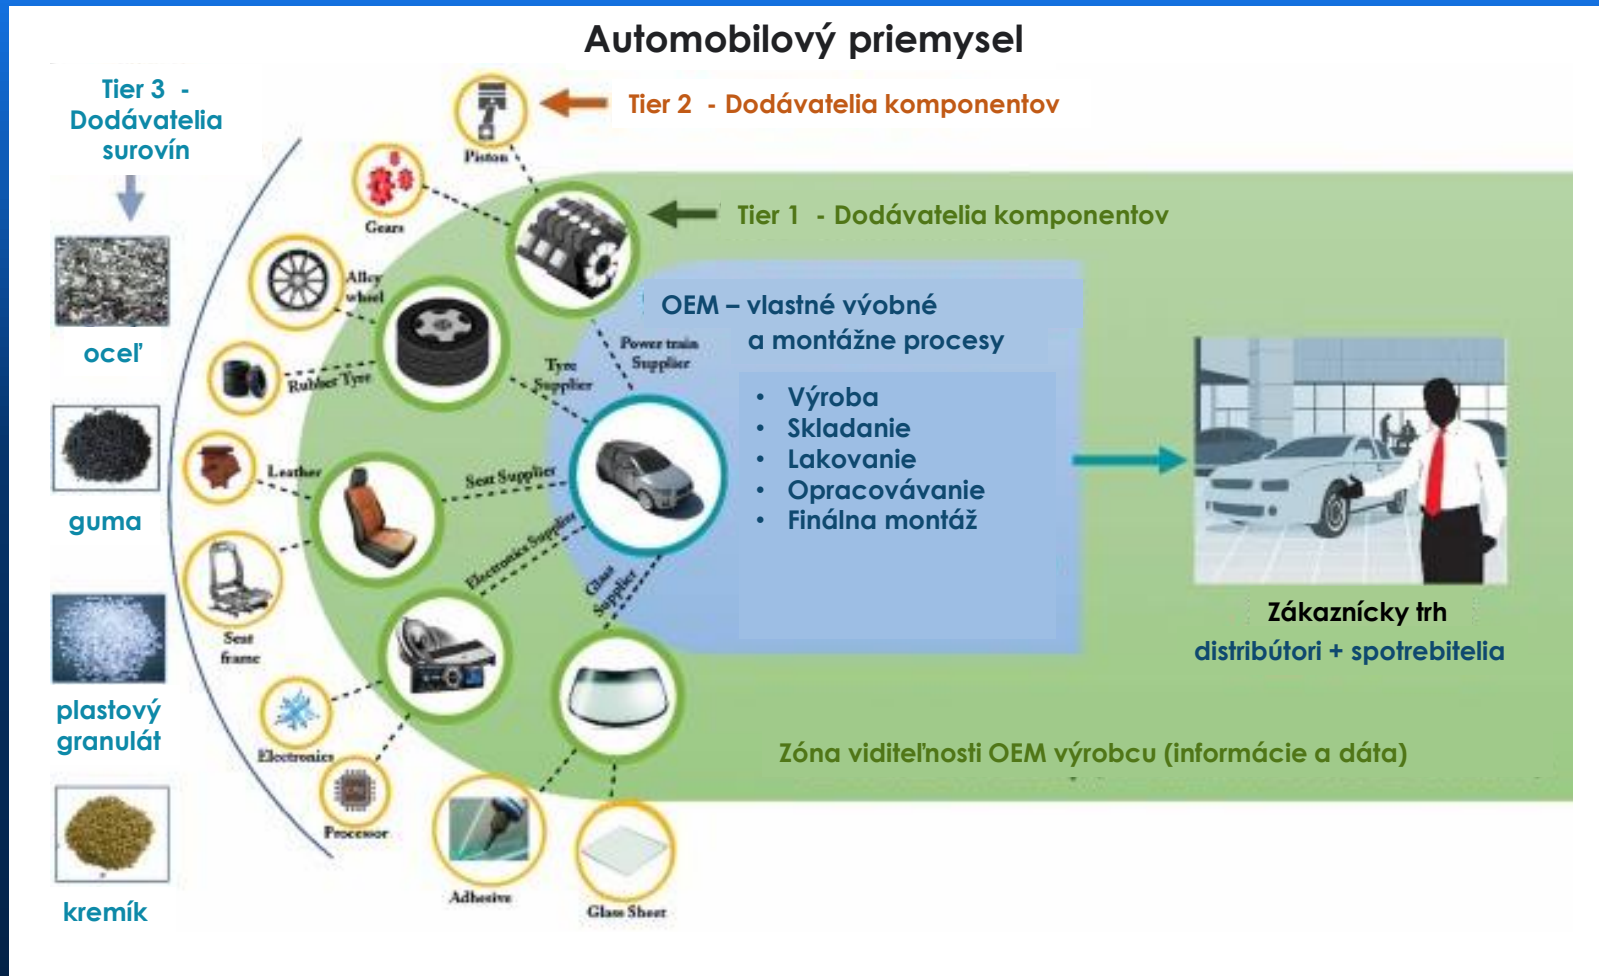 Automobilový priemysel
Tier 3 -
Dodávatelia
surovín
Tier 2 - Dodávatelia komponentov
Piston
Gears
Tier 1 - Dodávatelia komponentov
Alloy
wheel
Rubber Tyre
Leather
Seat
frame
Electronics
Processor
Adhesive
Glass Sheet
Power train
Supplier
Tyre
Supplier
Seat Supplier
Electronics Supplier
Glass
Supplier
CPU
oceľ
guma
plastový
granulát
kremík
OEM – vlastné výobné
a montážne procesy
• Výroba
• Skladanie
• Lakovanie
• Opracovávanie
• Finálna montáž
Zákaznícky trh
distribútori + spotrebitelia
Zóna viditeľnosti OEM výrobcu (informácie a dáta)